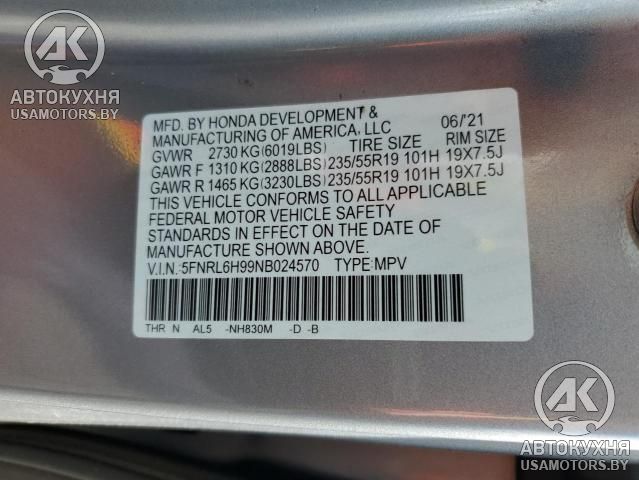 АВТОКУХНЯ
USAMOTORS.BY
MFD. BY HONDA DEVELOPMENT &
MANUFACTURING OF AMERICA, LLC 06/'21
GVWR 2730 KG(6019LBS) TIRE SIZE RIM SIZE
GAWR F 1310 KG(2888LBS) 235/55R19 101H 19X7.5J
GAWR R 1465 KG(3230LBS) 235/55R19 101H 19X7.5J
THIS VEHICLE CONFORMS TO ALL APPLICABLE
FEDERAL MOTOR VEHICLE SAFETY
STANDARDS IN EFFECT ON THE DATE OF
MANUFACTURE SHOWN ABOVE.
V.I.N.:5FNRL6H99NB024570 TYPE:MPV
THR N AL5 -NH830M -D -B
АК
АВТОКУХНЯ
USAMOTORS.BY